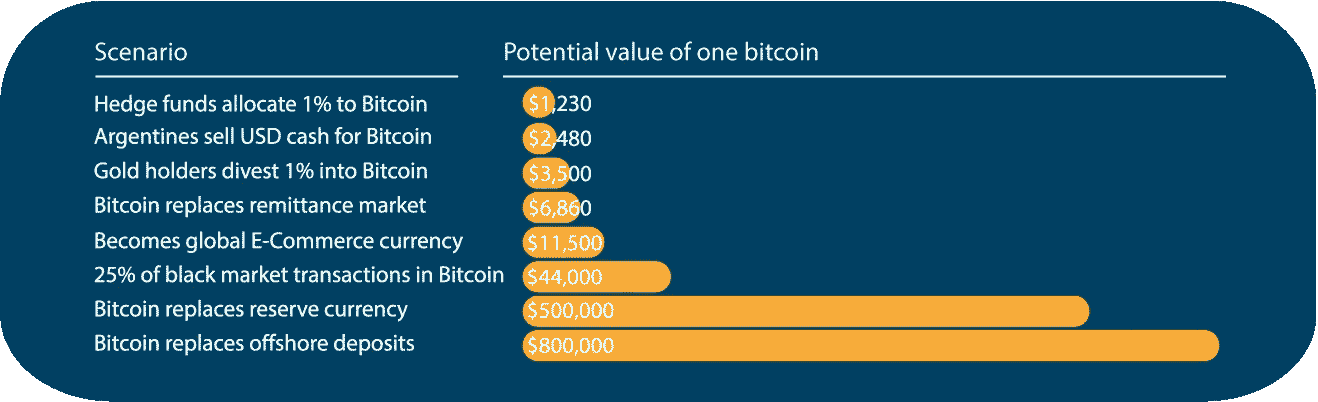 Scenario Potential value of one bitcoin
Hedge funds allocate 1% to Bitcoin $1,230
Argentines sell USD cash for Bitcoin $2,480
Gold holders divest 1% into Bitcoin $3,500
Bitcoin replaces remittance market $6,860
Becomes global E-Commerce currency $11,500
25% of black market transactions in Bitcoin $44,000
Bitcoin replaces reserve currency $500,000
Bitcoin replaces offshore deposits $800,000